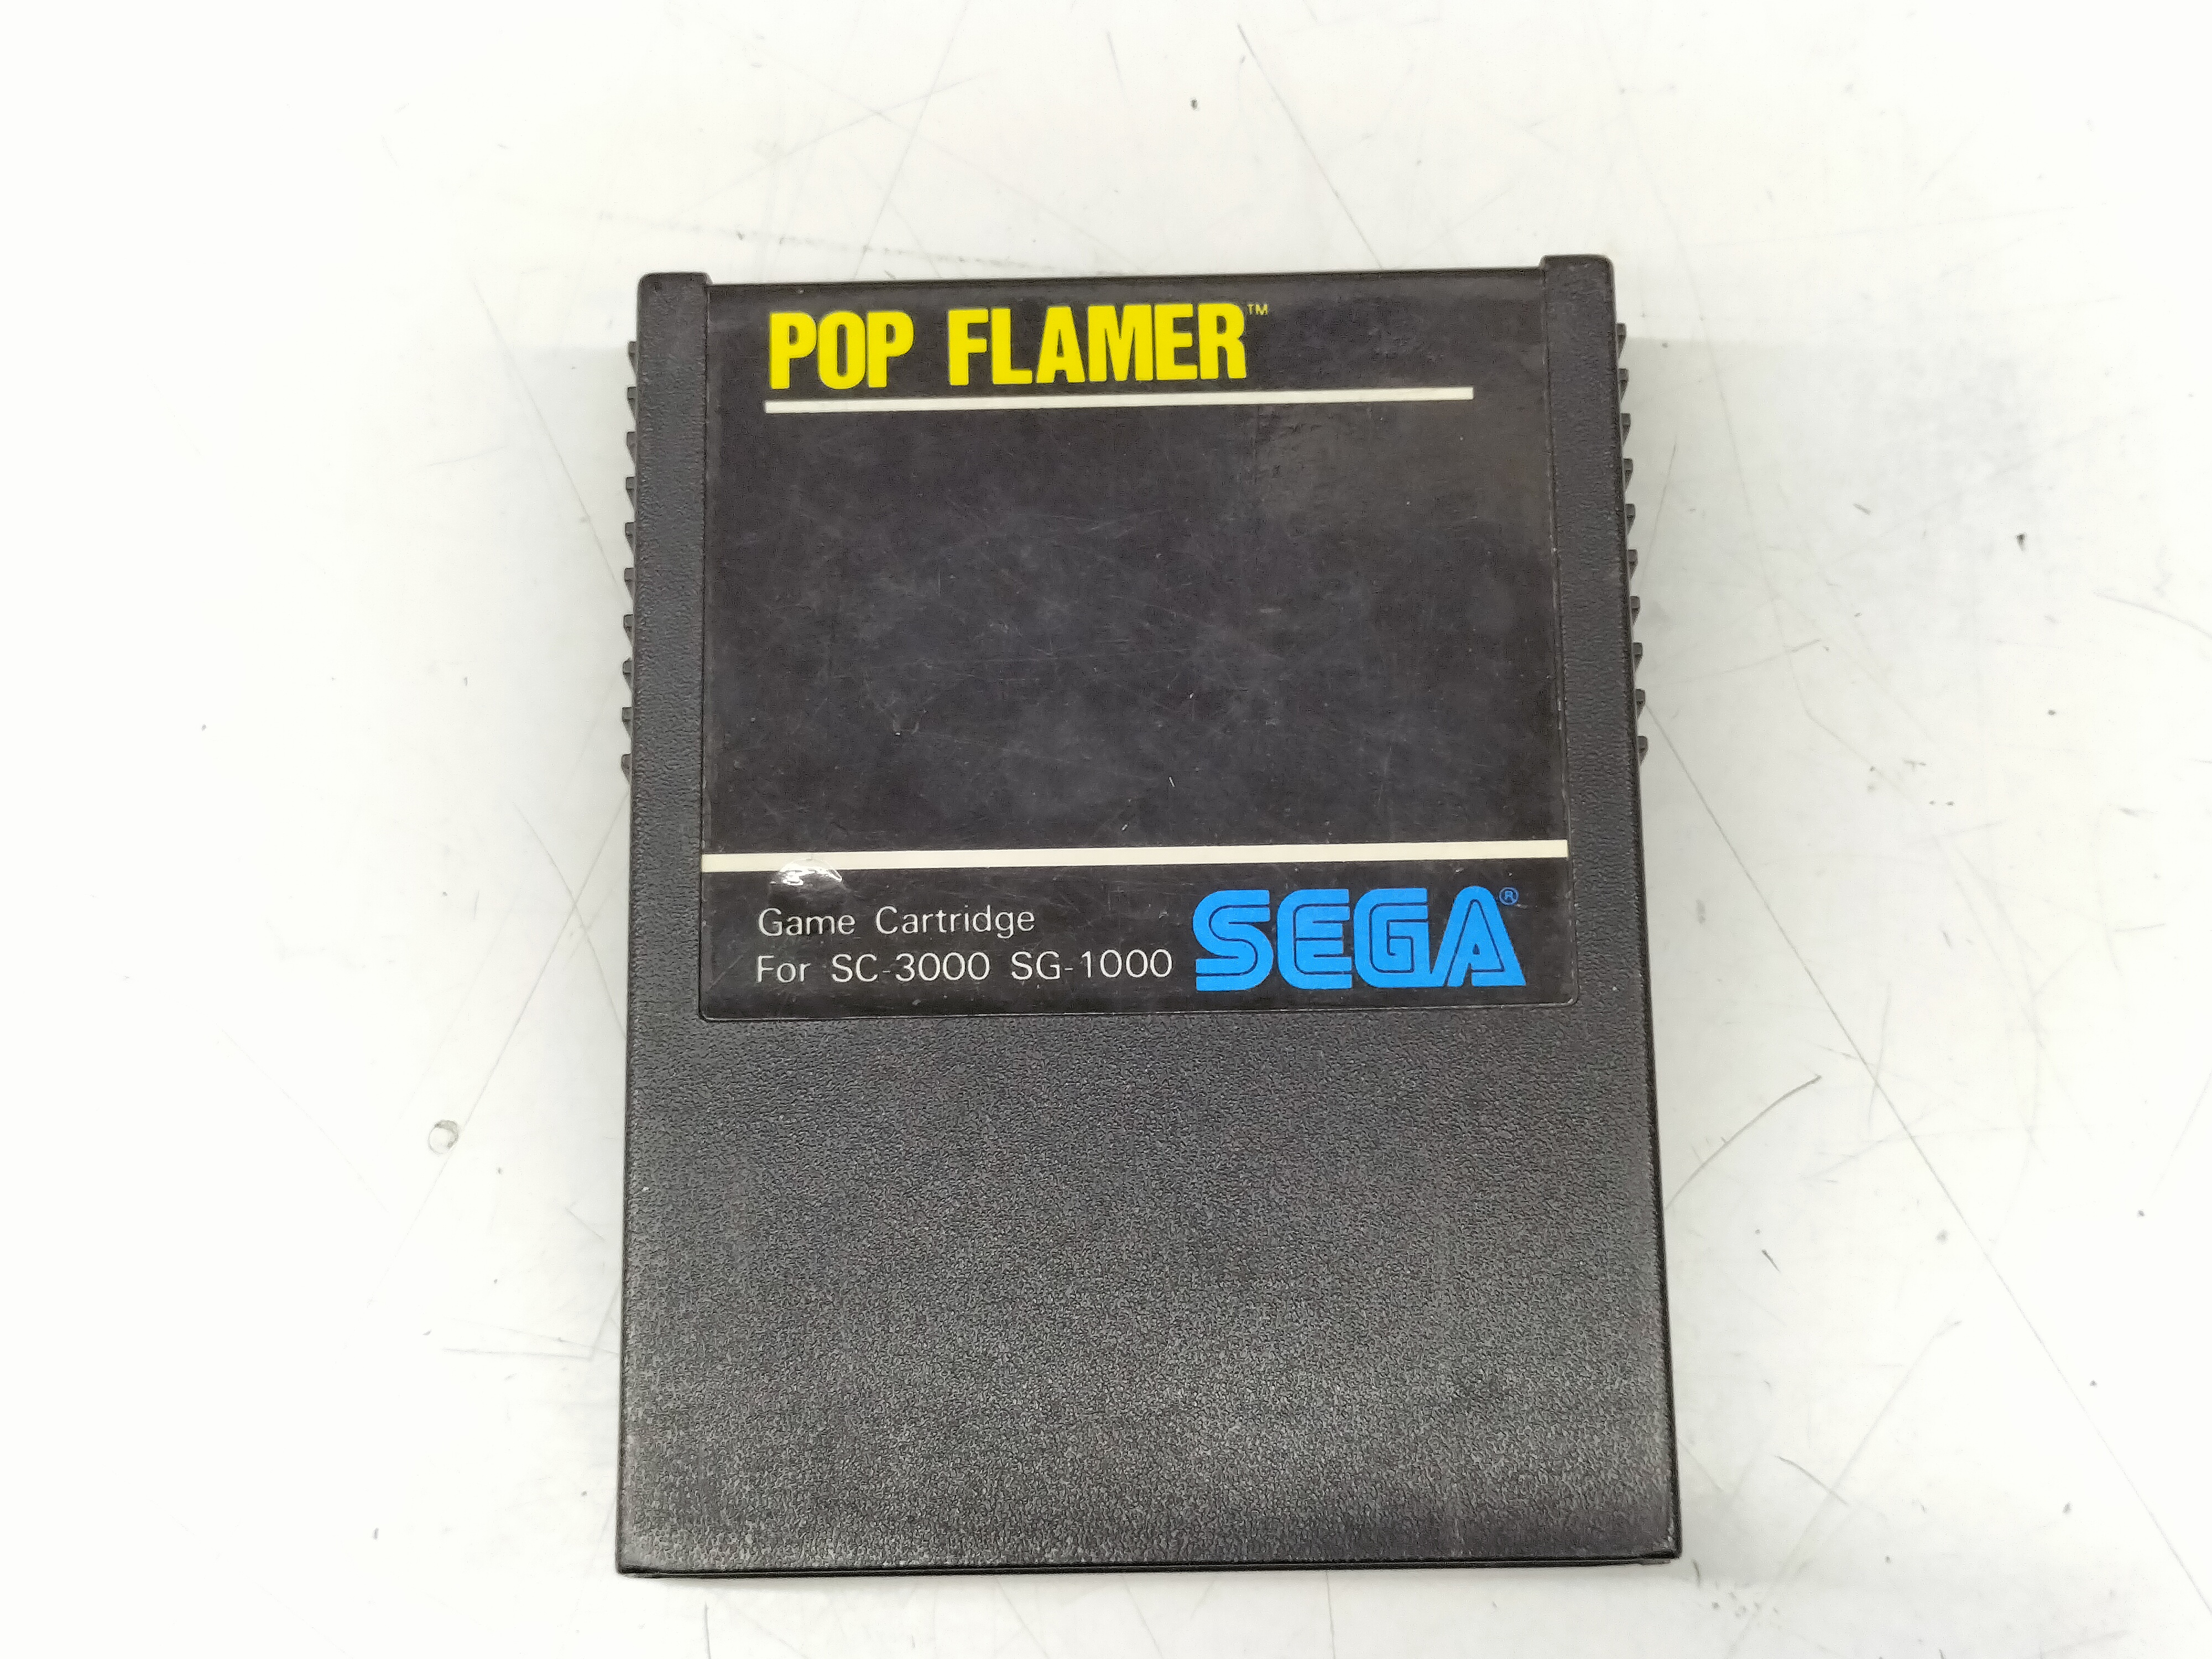 POP FLAMER™
Game Cartridge
For SC-3000 SG-1000
SEGA®